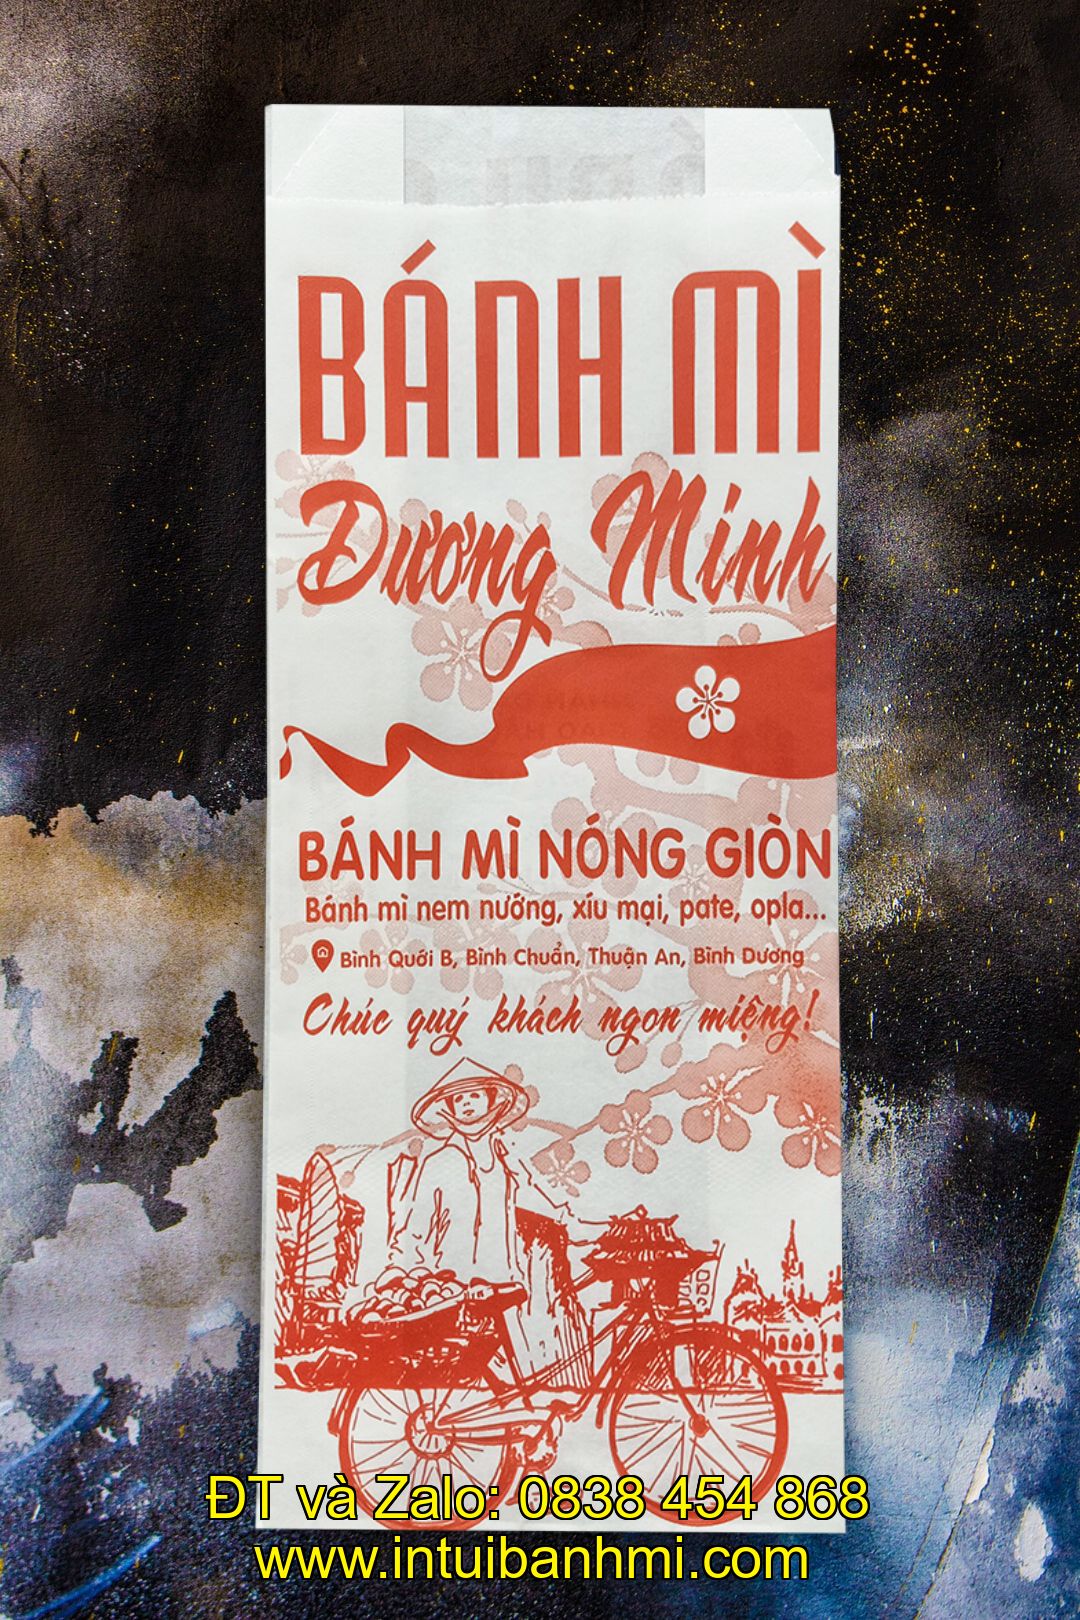 BÁNH MÌ
Dương Minh
BÁNH MÌ NÓNG GIÒN
Bánh mì nem nướng, xíu mại, pate, opla...
Bình Quới B, Bình Chuẩn, Thuận An, Bình Dương
Chúc quý khách ngon miệng!
ĐT và Zalo: 0838 454 868
www.intuibanhmi.com